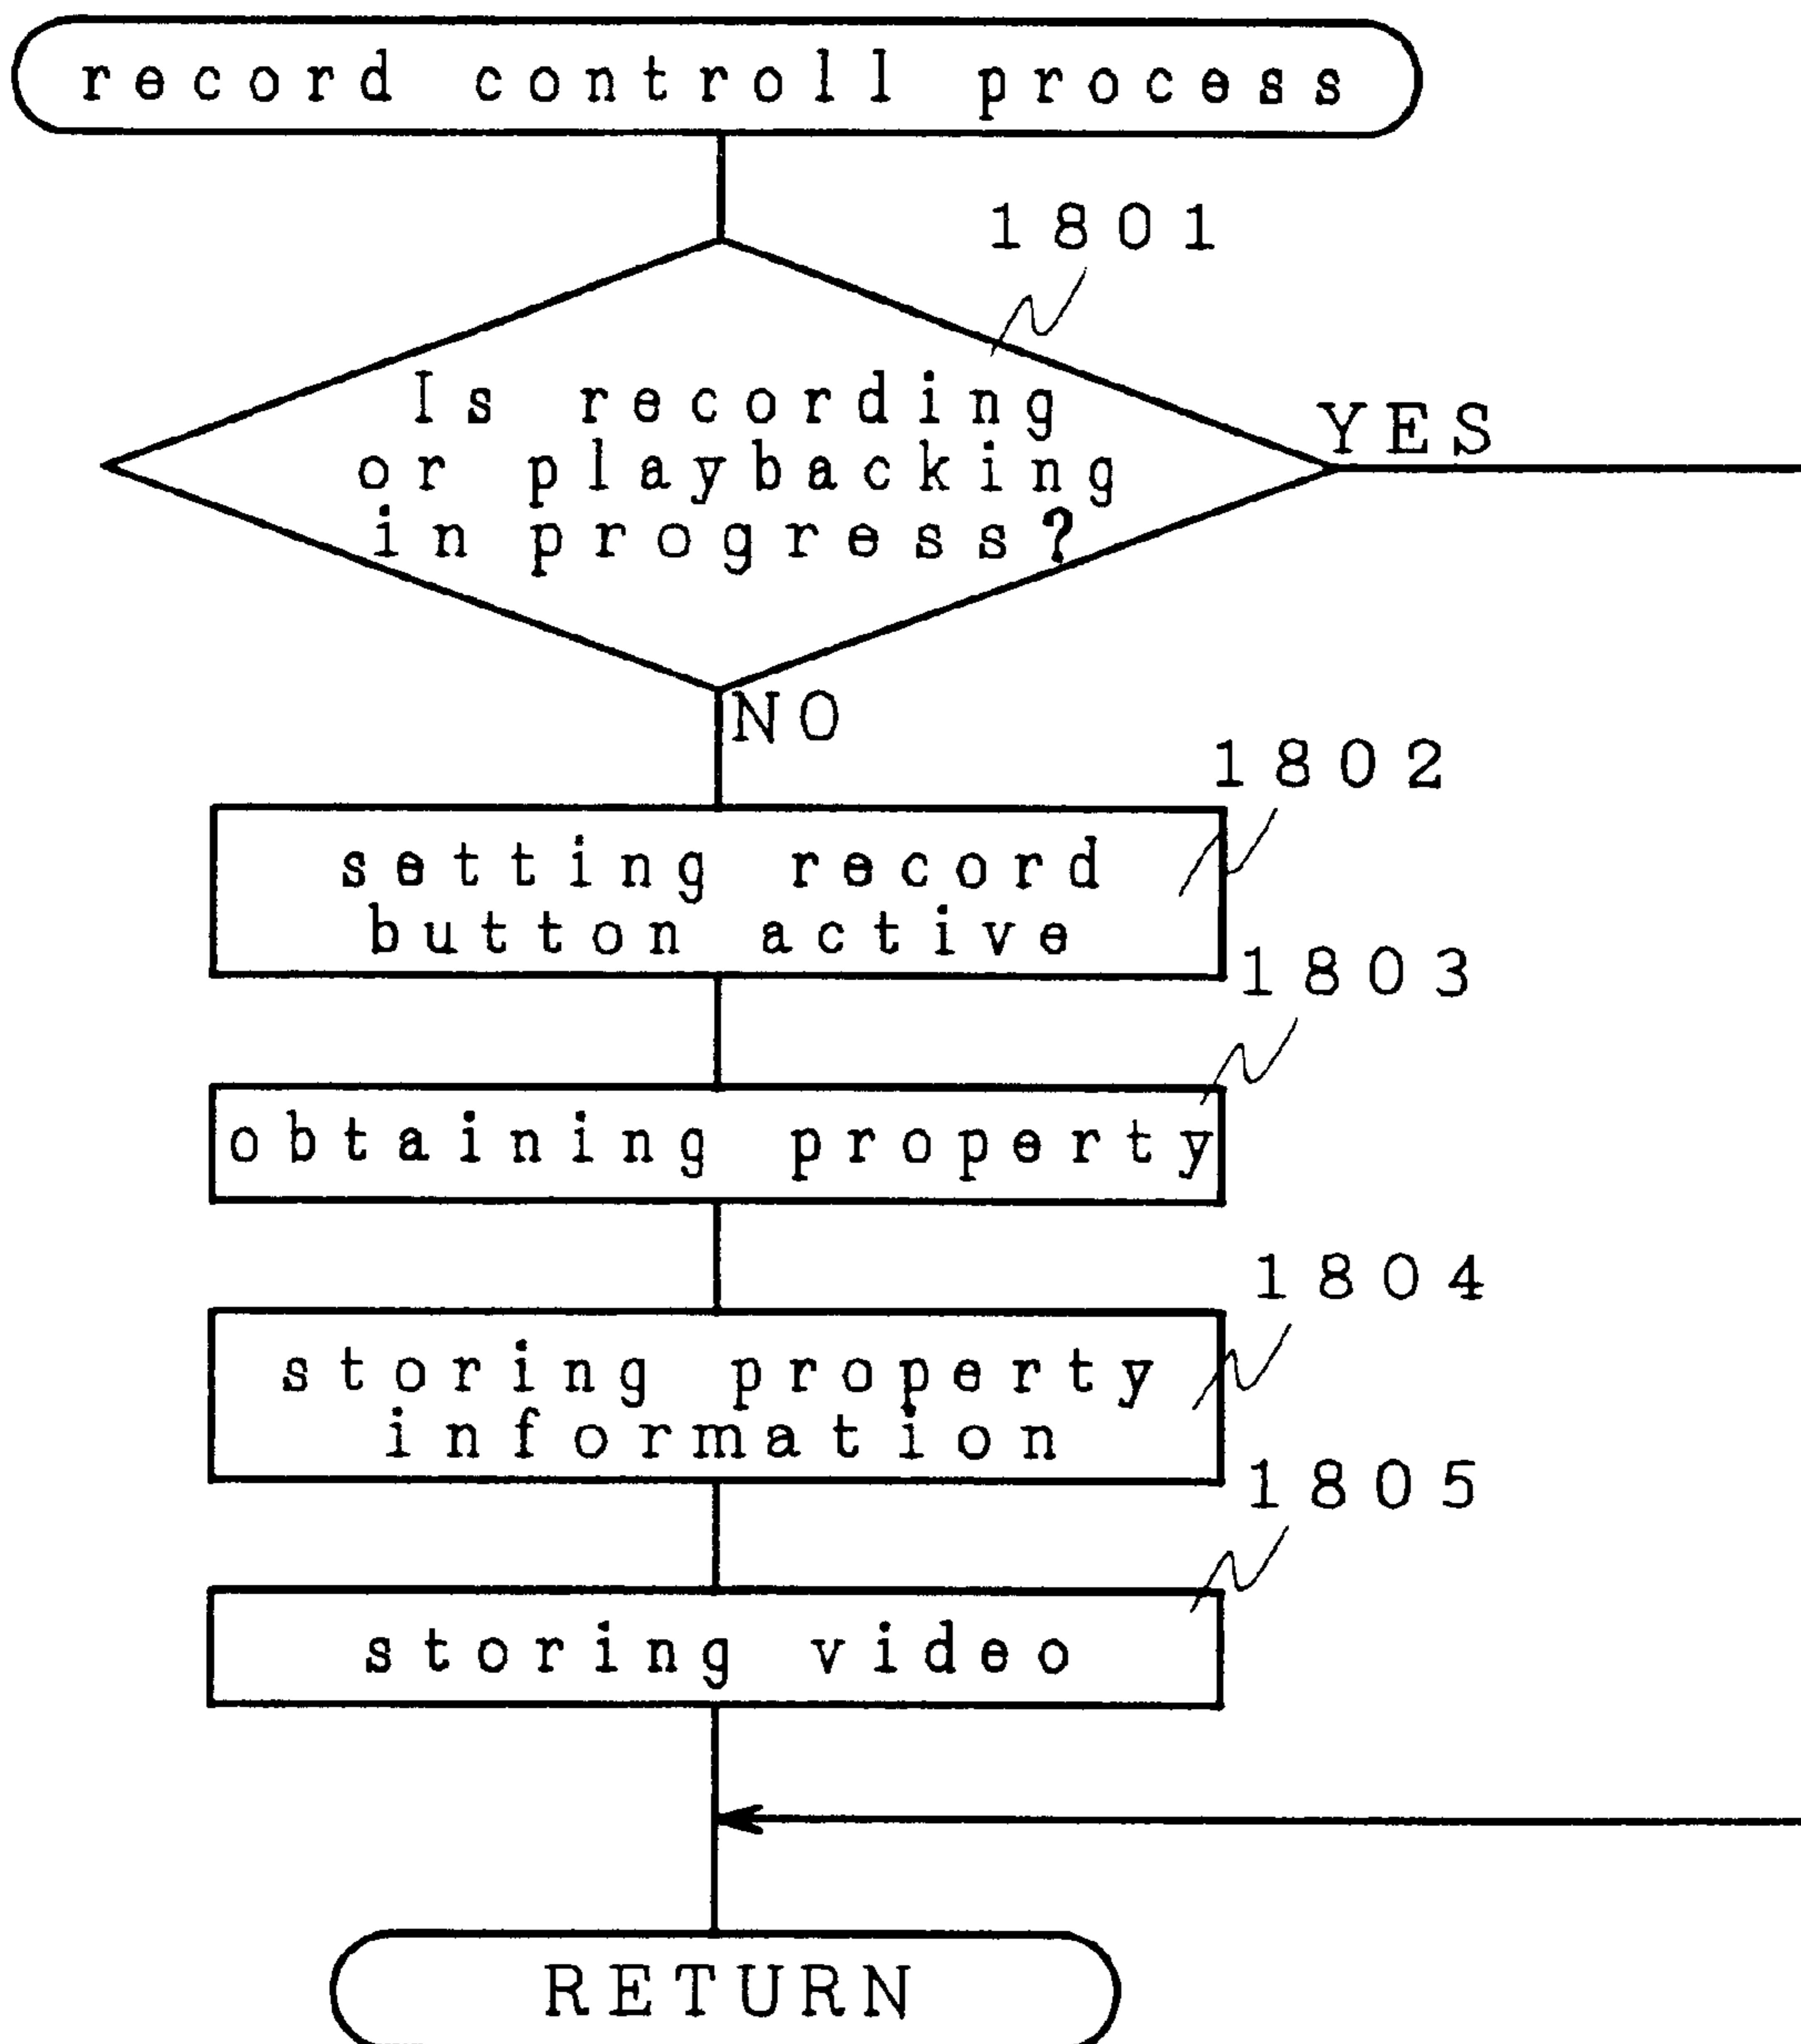 record controll process
1801
Is recording
or playbacking
in progress?
YES
NO
1802
setting record
button active
1803
obtaining property
1804
storing property
information
1805
storing video
RETURN